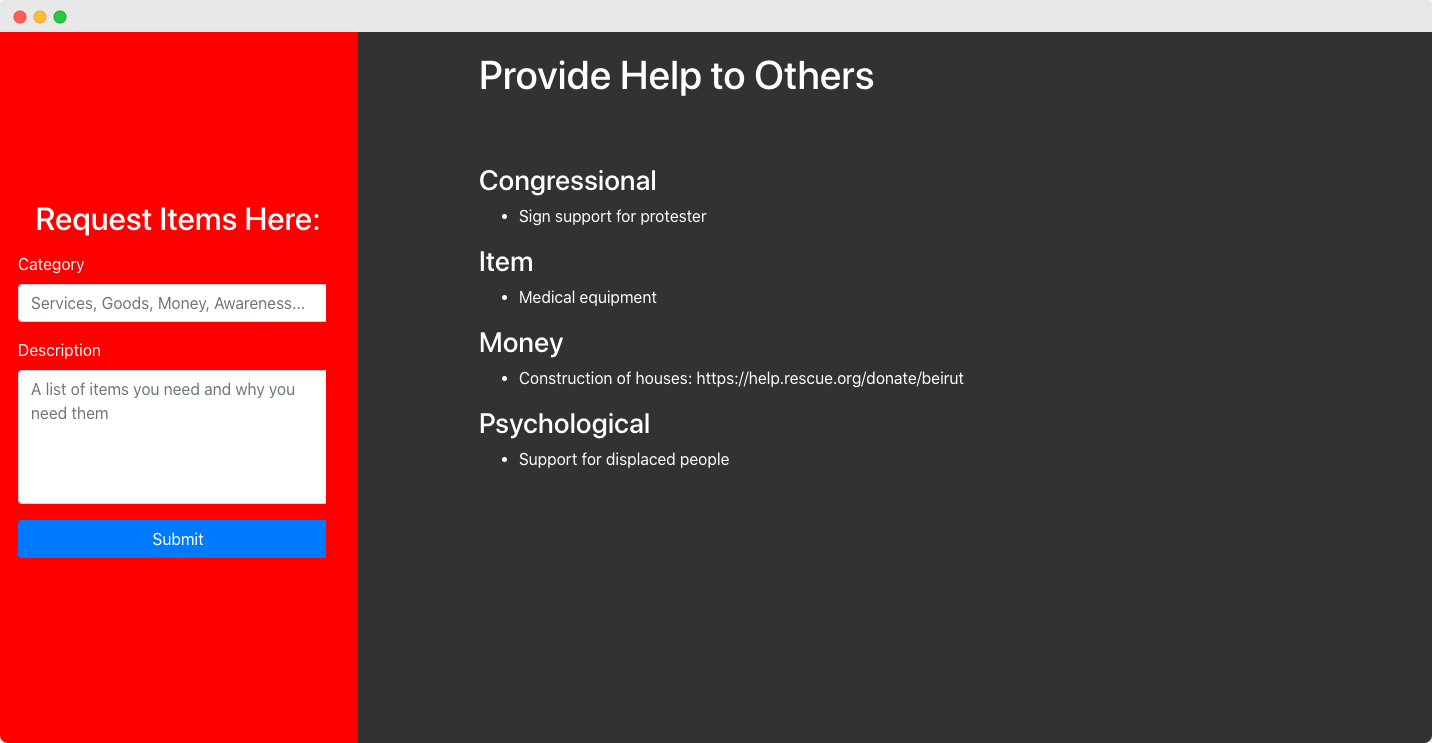 Request Items Here:
Category
Services, Goods, Money, Awareness...
Description
A list of items you need and why you
need them
Submit
Provide Help to Others
Congressional
• Sign support for protester
Item
• Medical equipment
Money
• Construction of houses: https://help.rescue.org/donate/beirut
Psychological
• Support for displaced people